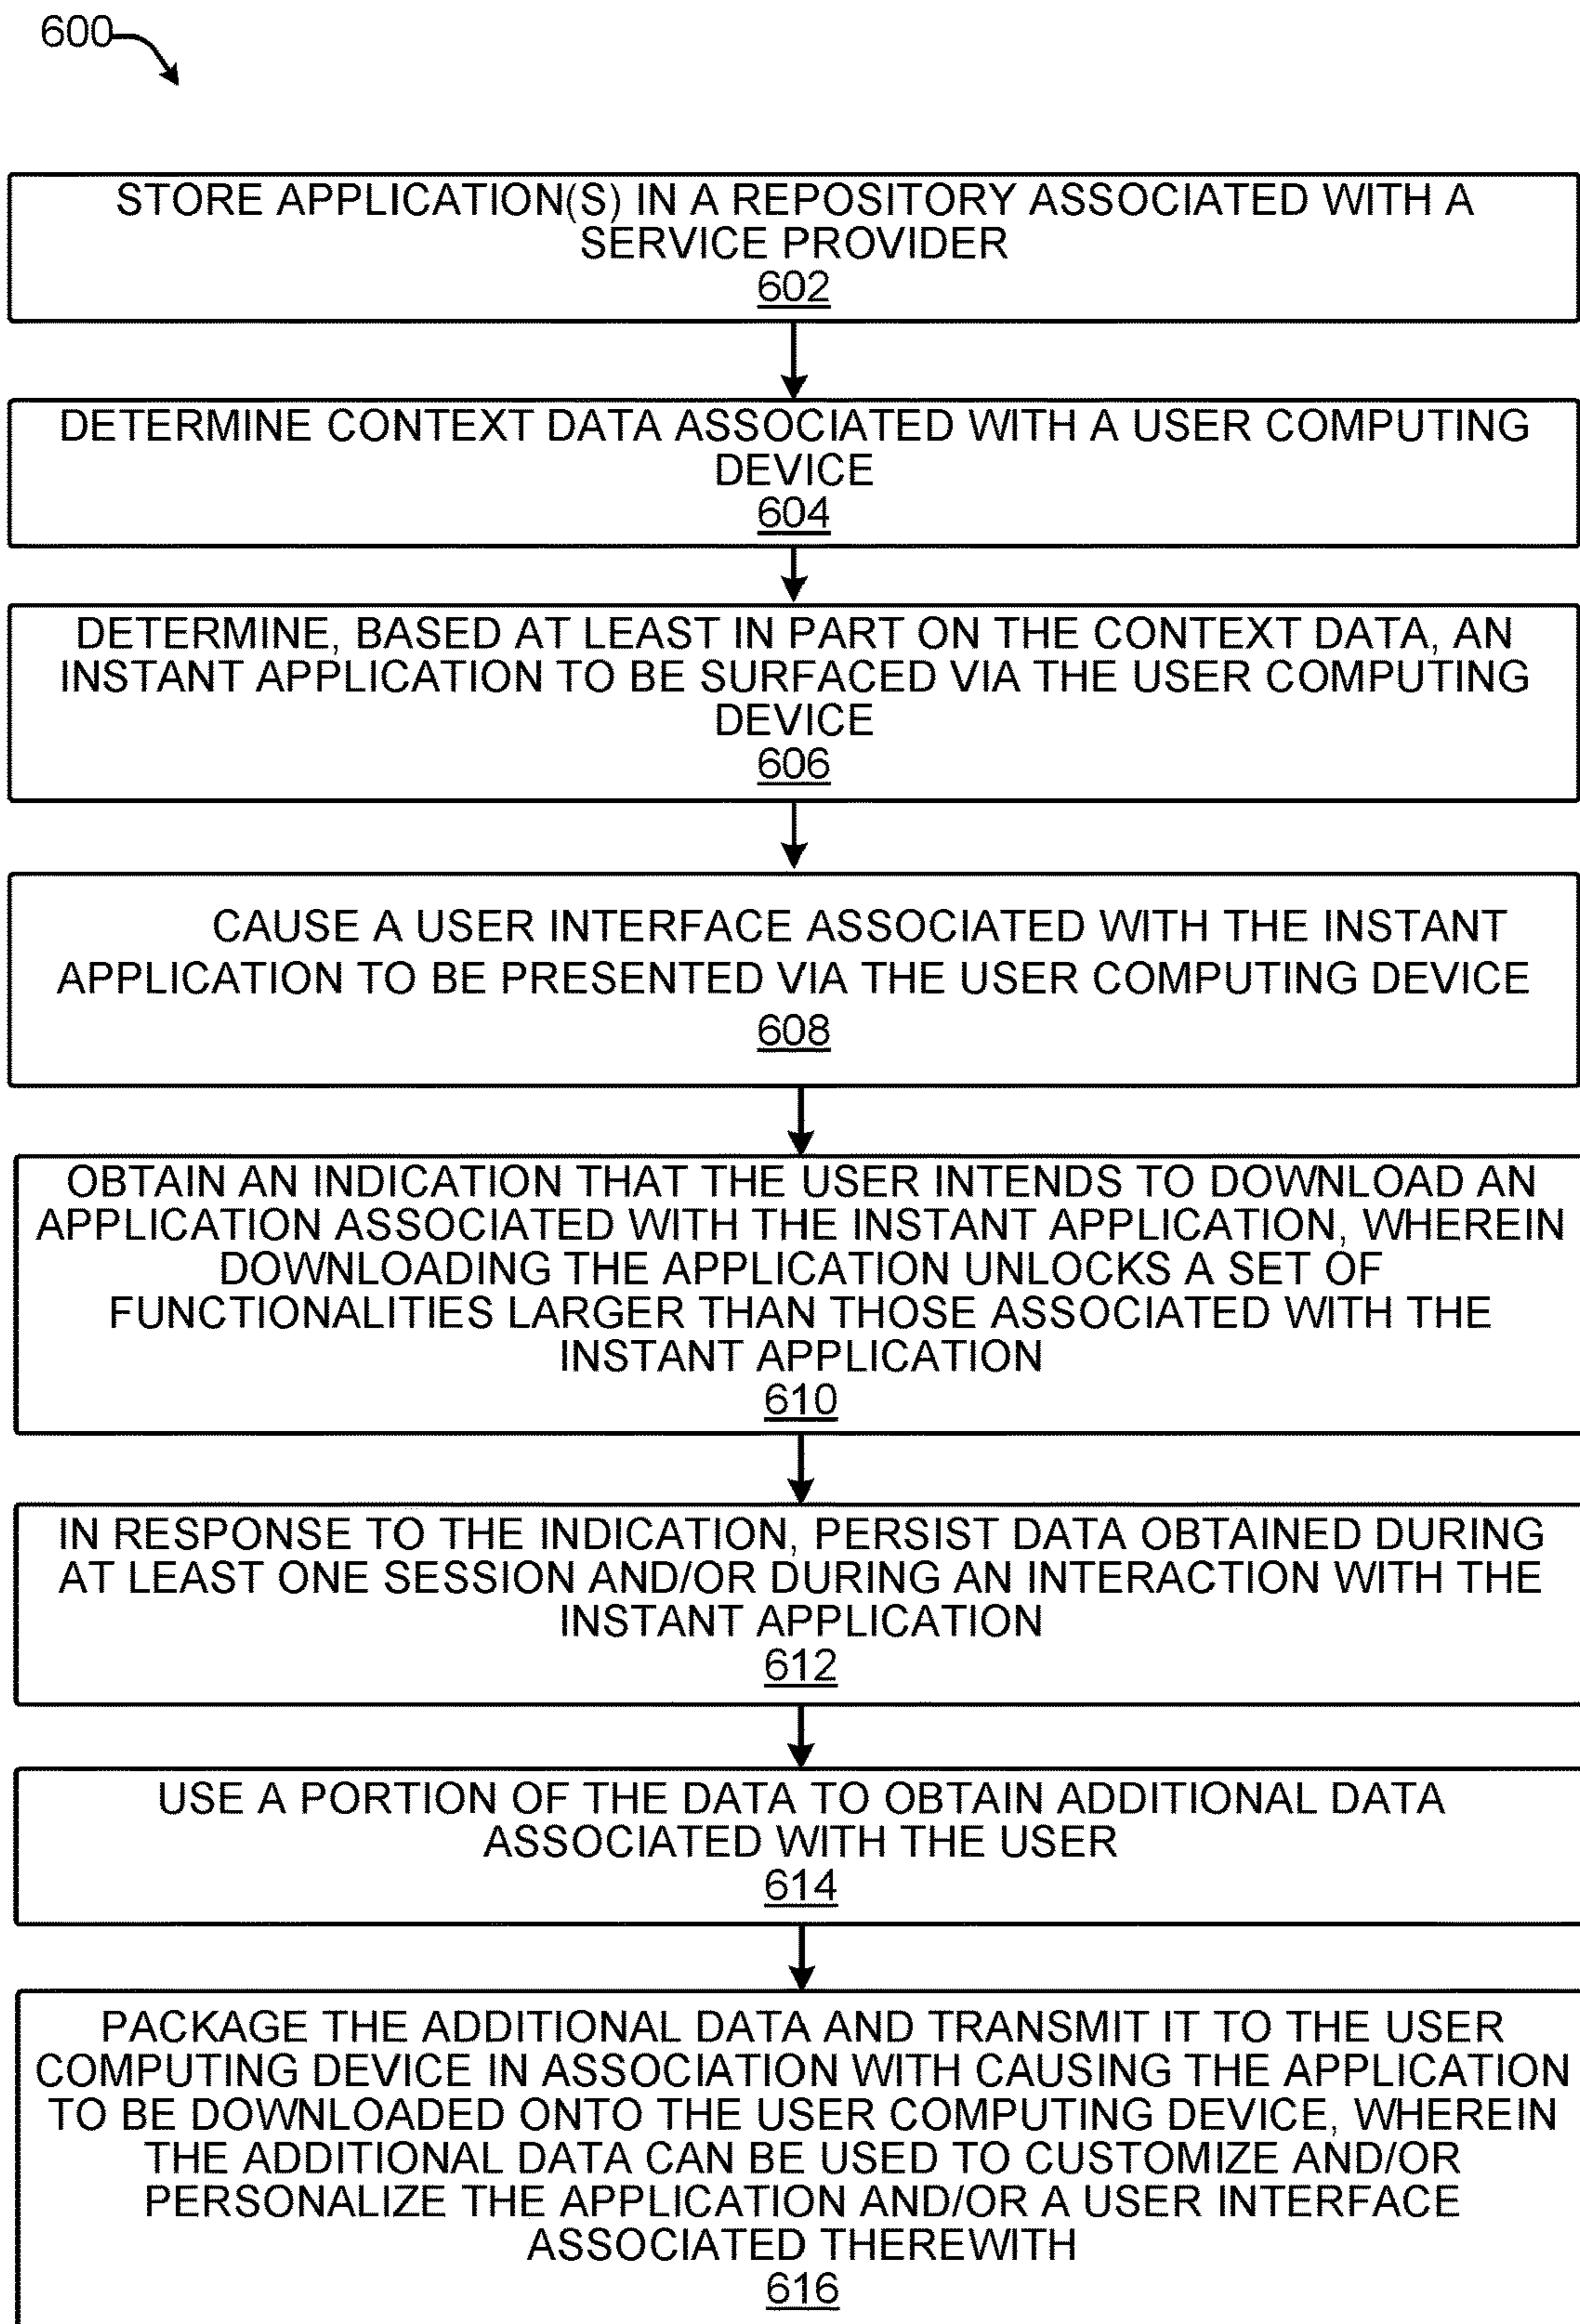 600
STORE APPLICATION(S) IN A REPOSITORY ASSOCIATED WITH A
SERVICE PROVIDER
602
DETERMINE CONTEXT DATA ASSOCIATED WITH A USER COMPUTING
DEVICE
604
DETERMINE, BASED AT LEAST IN PART ON THE CONTEXT DATA, AN
INSTANT APPLICATION TO BE SURFACED VIA THE USER COMPUTING
DEVICE
606
CAUSE A USER INTERFACE ASSOCIATED WITH THE INSTANT
APPLICATION TO BE PRESENTED VIA THE USER COMPUTING DEVICE
608
OBTAIN AN INDICATION THAT THE USER INTENDS TO DOWNLOAD AN
APPLICATION ASSOCIATED WITH THE INSTANT APPLICATION, WHEREIN
DOWNLOADING THE APPLICATION UNLOCKS A SET OF
FUNCTIONALITIES LARGER THAN THOSE ASSOCIATED WITH THE
INSTANT APPLICATION
610
IN RESPONSE TO THE INDICATION, PERSIST DATA OBTAINED DURING
AT LEAST ONE SESSION AND/OR DURING AN INTERACTION WITH THE
INSTANT APPLICATION
612
USE A PORTION OF THE DATA TO OBTAIN ADDITIONAL DATA
ASSOCIATED WITH THE USER
614
PACKAGE THE ADDITIONAL DATA AND TRANSMIT IT TO THE USER
COMPUTING DEVICE IN ASSOCIATION WITH CAUSING THE APPLICATION
TO BE DOWNLOADED ONTO THE USER COMPUTING DEVICE, WHEREIN
THE ADDITIONAL DATA CAN BE USED TO CUSTOMIZE AND/OR
PERSONALIZE THE APPLICATION AND/OR A USER INTERFACE
ASSOCIATED THEREWITH
616